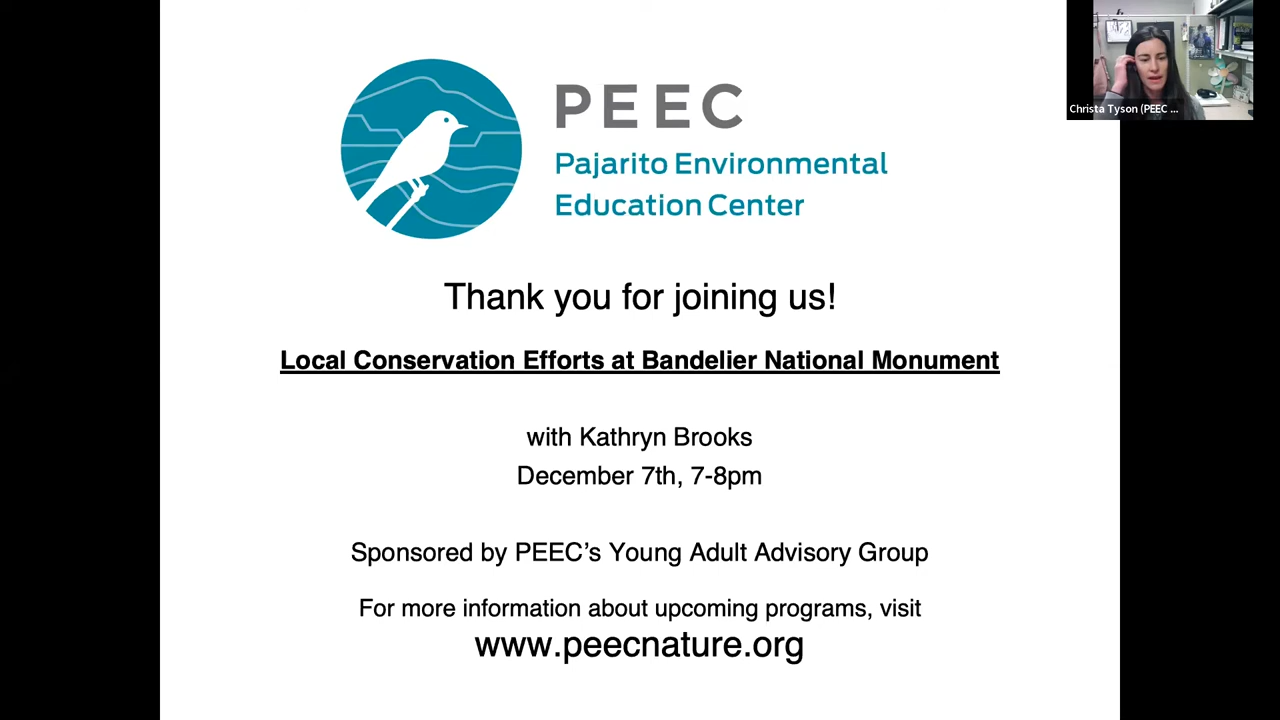 PEEC
Pajarito Environmental
Education Center
Christa Tyson (PEEC ...
Thank you for joining us!
Local Conservation Efforts at Bandelier National Monument
with Kathryn Brooks
December 7th, 7-8pm
Sponsored by PEEC’s Young Adult Advisory Group
For more information about upcoming programs, visit
www.peecnature.org